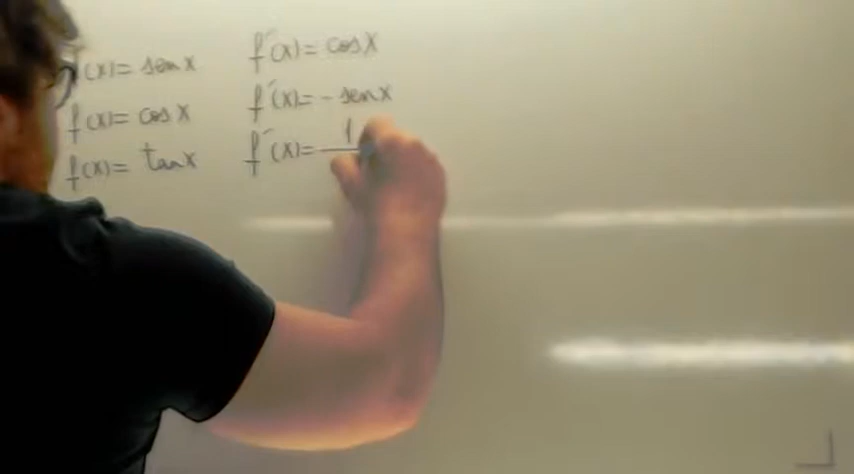 (x) = sen x f'(x) = cos x
f(x) = cos x f'(x) = - sen x
f(x) = tan x f'(x) = 1